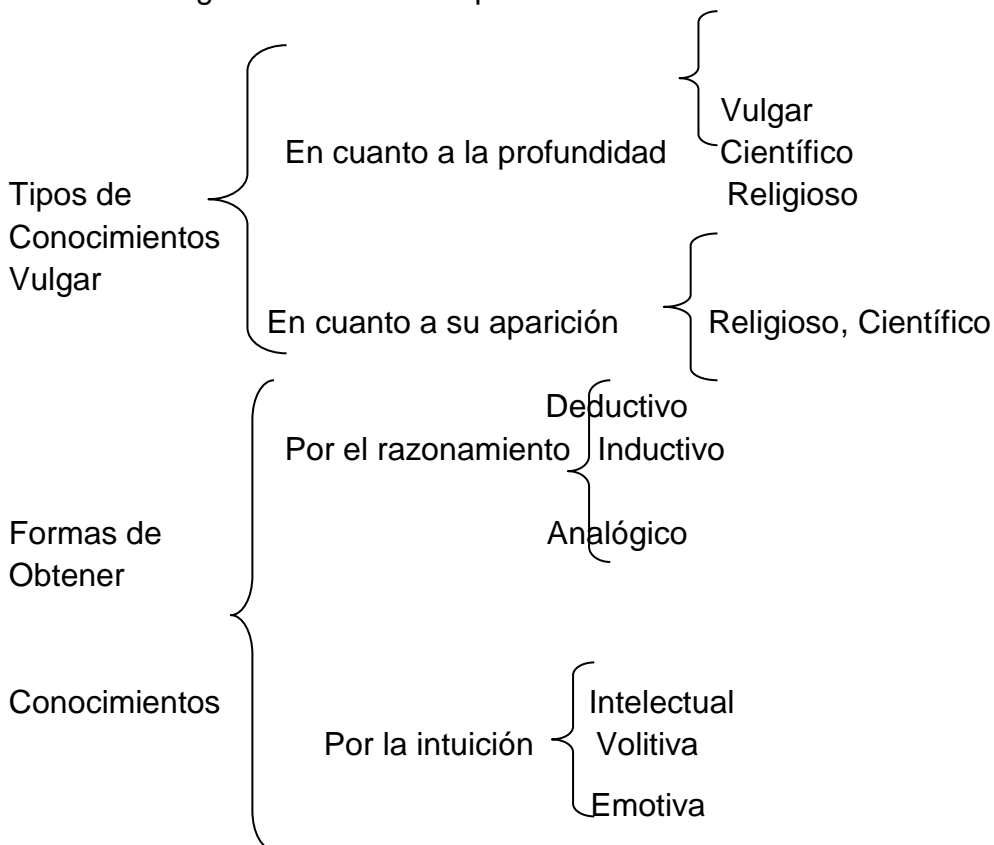 Vulgar
En cuanto a la profundidad Científico
Tipos de Religioso
Conocimientos
Vulgar
En cuanto a su aparición Religioso, Científico
Deductivo
Por el razonamiento Inductivo
Formas de Analógico
Obtener
Conocimientos Intelectual
Por la intuición Volitiva
Emotiva